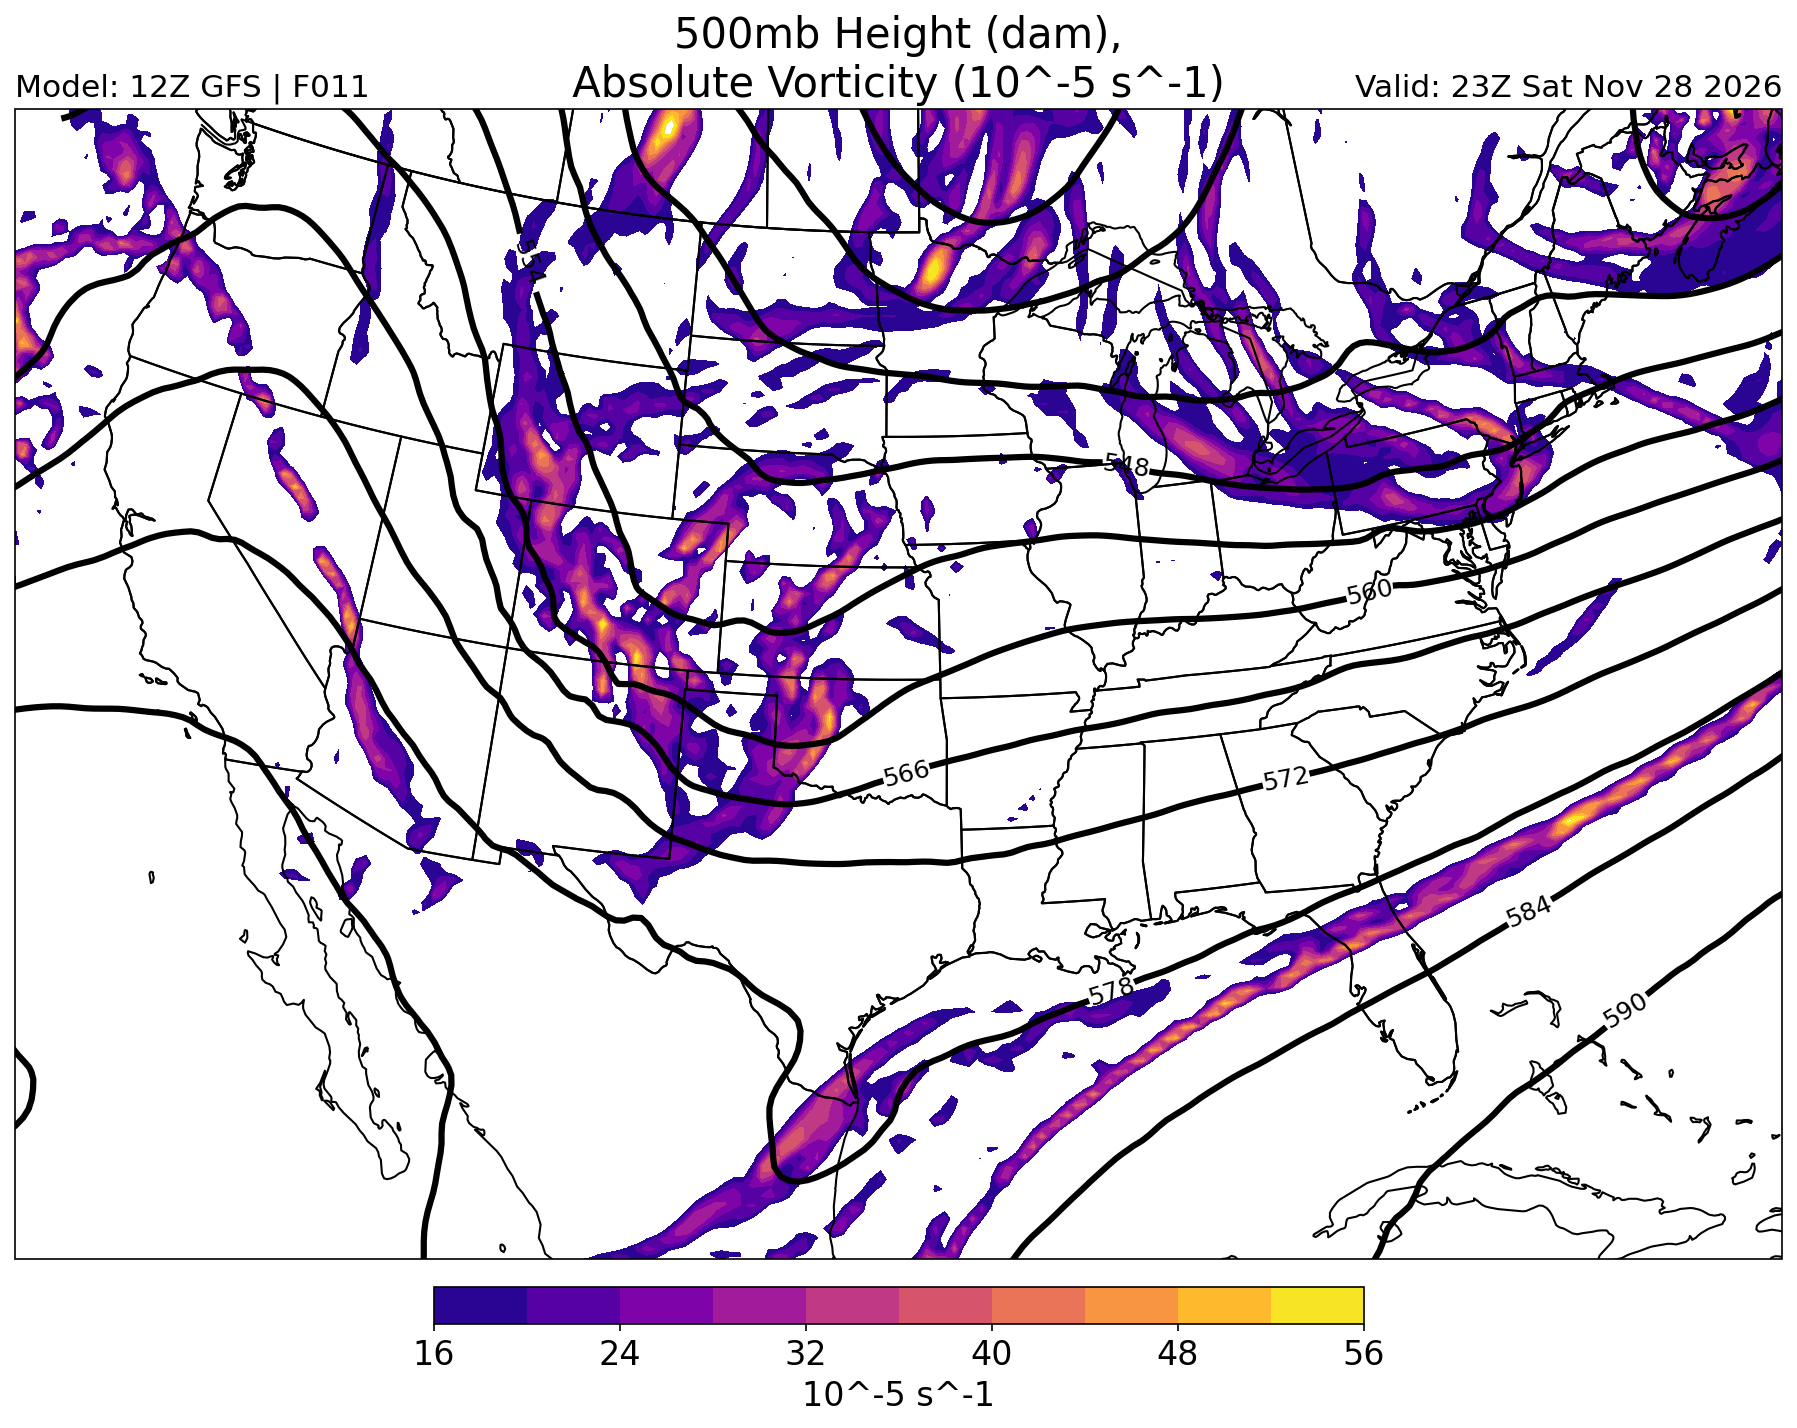 500mb Height (dam),
Absolute Vorticity (10^-5 s^-1)
Model: 12Z GFS | F011
Valid: 23Z Sat Nov 28 2026
554
548
560
566
572
578
584
590
16 24 32 40 48 56
10^-5 s^-1